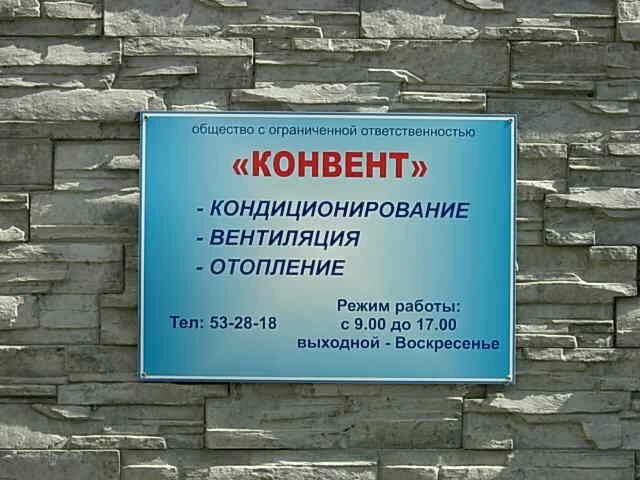 общество с ограниченной ответственностью
«КОНВЕНТ»
- КОНДИЦИОНИРОВАНИЕ
- ВЕНТИЛЯЦИЯ
- ОТОПЛЕНИЕ
Тел: 53-28-18
Режим работы:
с 9.00 до 17.00
выходной - Воскресенье